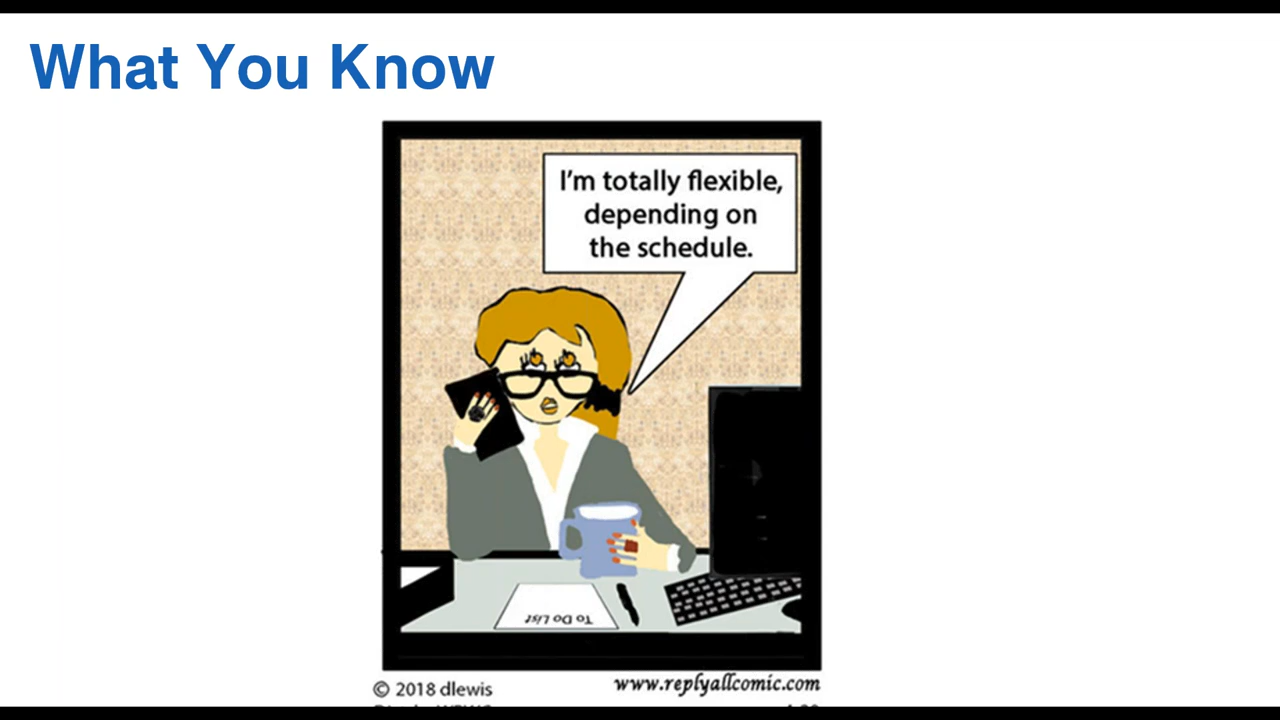 What You Know
I'm totally flexible,
depending on
the schedule.
To Do List
© 2018 dlewis
www.replyallcomic.com